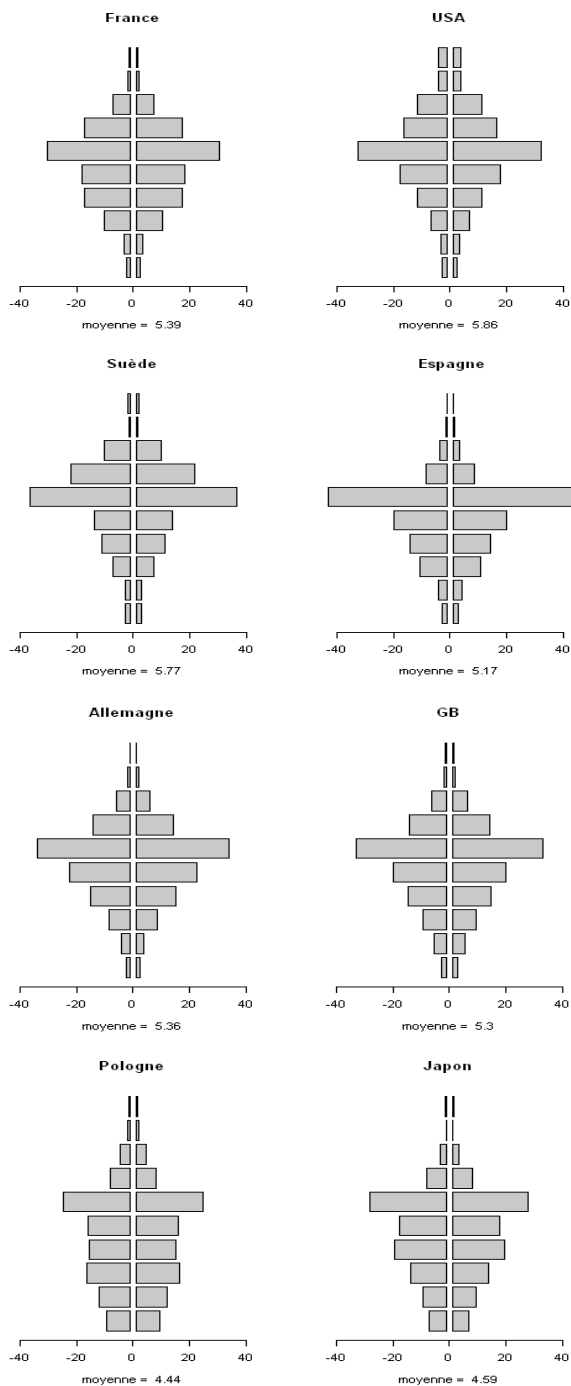 France USA
-40 -20 0 20 40 -40 -20 0 20 40
moyenne = 5.39 moyenne = 5.86
Suède Espagne
-40 -20 0 20 40 -40 -20 0 20 40
moyenne = 5.77 moyenne = 5.17
Allemagne GB
-40 -20 0 20 40 -40 -20 0 20 40
moyenne = 5.36 moyenne = 5.3
Pologne Japon
-40 -20 0 20 40 -40 -20 0 20 40
moyenne = 4.44 moyenne = 4.59